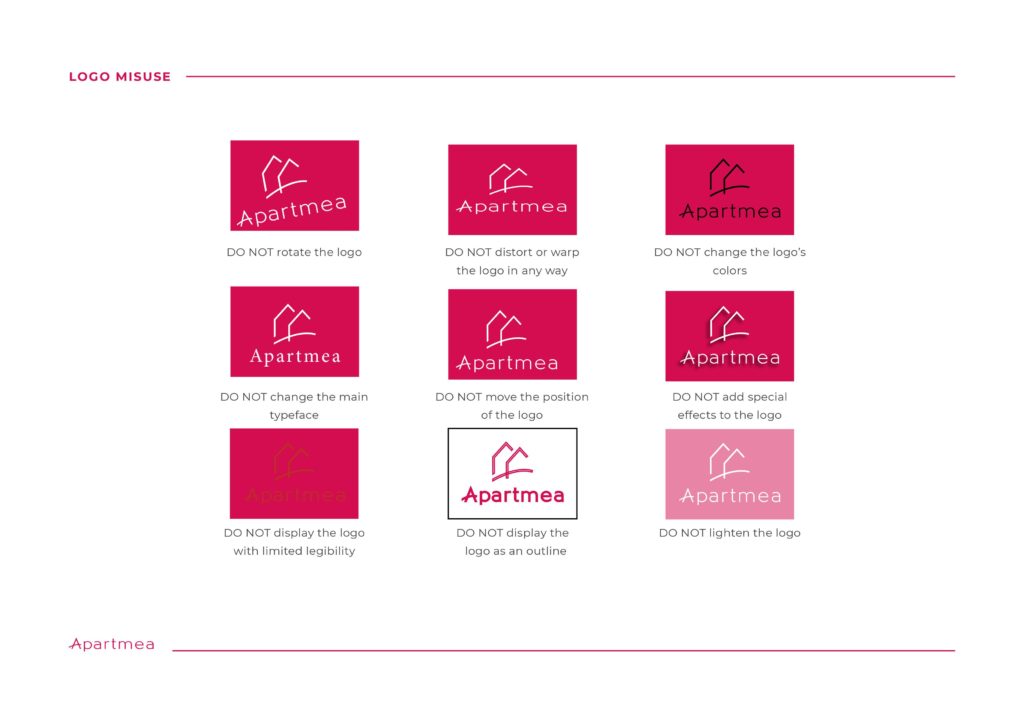 LOGO MISUSE
Apartmea
DO NOT rotate the logo
Apartmea
DO NOT distort or warp
the logo in any way
Apartmea
DO NOT change the logo’s
colors
Apartmea
DO NOT change the main
typeface
Apartmea
DO NOT move the position
of the logo
Apartmea
DO NOT add special
effects to the logo
Apartmea
DO NOT display the logo
with limited legibility
Apartmea
DO NOT display the
logo as an outline
Apartmea
DO NOT lighten the logo
Apartmea